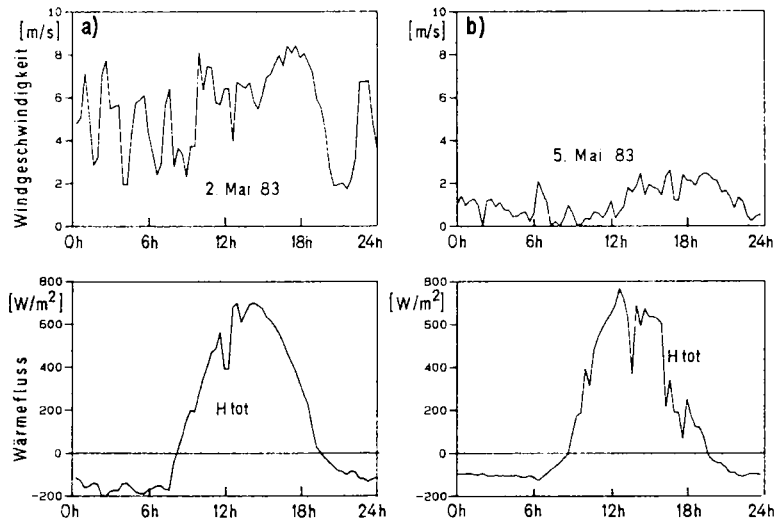 10
[m/s]
a)
8
6
4
2
0
Windgeschwindigkeit
2. Mai 83
0h 6h 12h 18h 24h
10
[m/s]
b)
8
6
4
2
0
5. Mai 83
0h 6h 12h 18h 24h
800
[W/m²]
600
400
200
0
-200
Wärmefluss
H tot
0h 6h 12h 18h 24h
800
[W/m²]
600
400
200
0
-200
H tot
0h 6h 12h 18h 24h